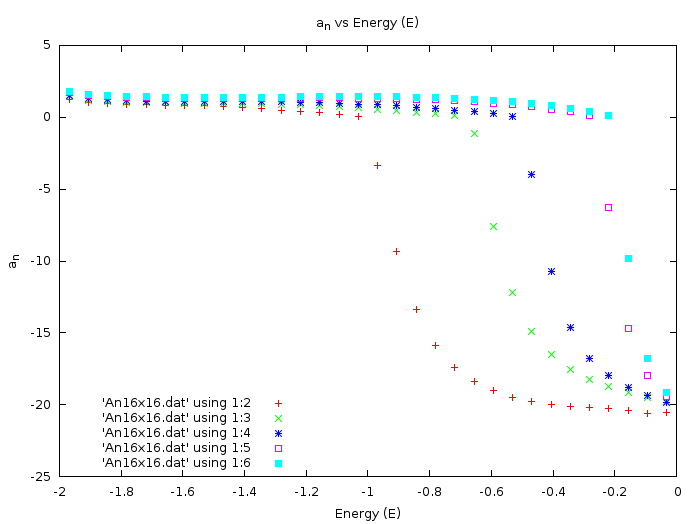 aₙ vs Energy (E)
5
0
-5
-10
-15
-20
-25
aₙ
'An16x16.dat' using 1:2
'An16x16.dat' using 1:3
'An16x16.dat' using 1:4
'An16x16.dat' using 1:5
'An16x16.dat' using 1:6
-2 -1.8 -1.6 -1.4 -1.2 -1 -0.8 -0.6 -0.4 -0.2 0
Energy (E)